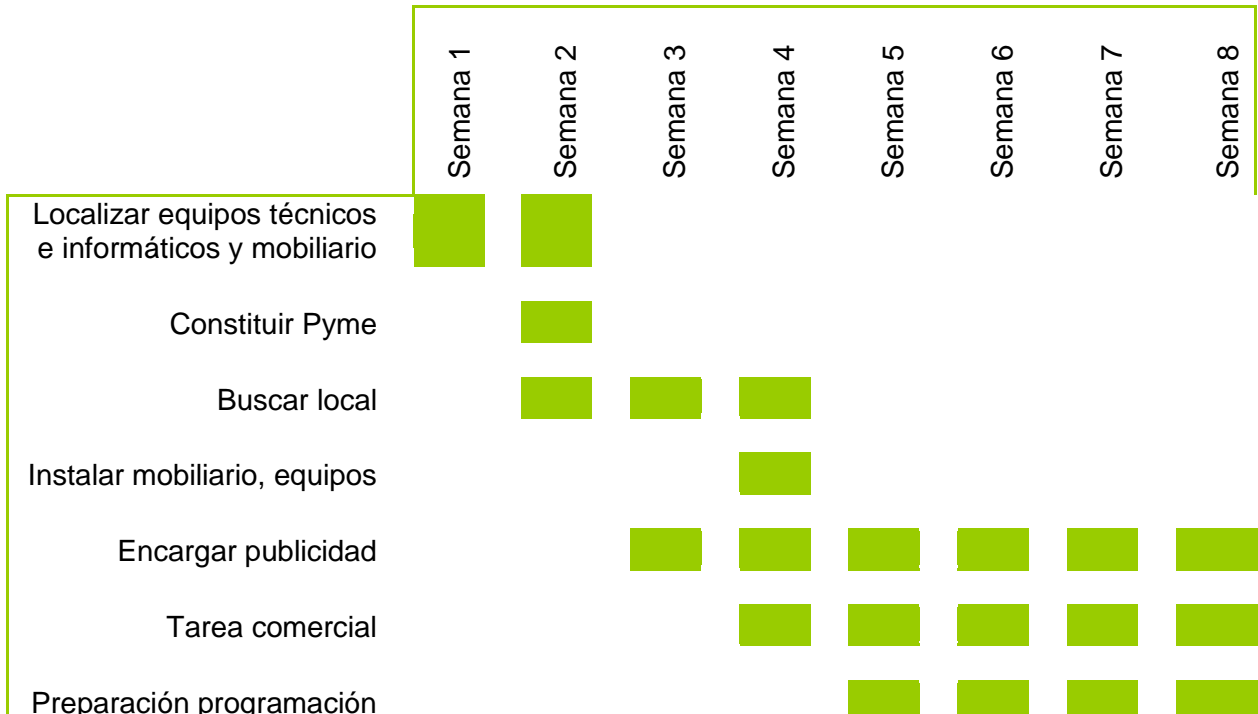 Semana 1
Semana 2
Semana 3
Semana 4
Semana 5
Semana 6
Semana 7
Semana 8
Localizar equipos técnicos
e informáticos y mobiliario
Constituir Pyme
Buscar local
Instalar mobiliario, equipos
Encargar publicidad
Tarea comercial
Preparación programación